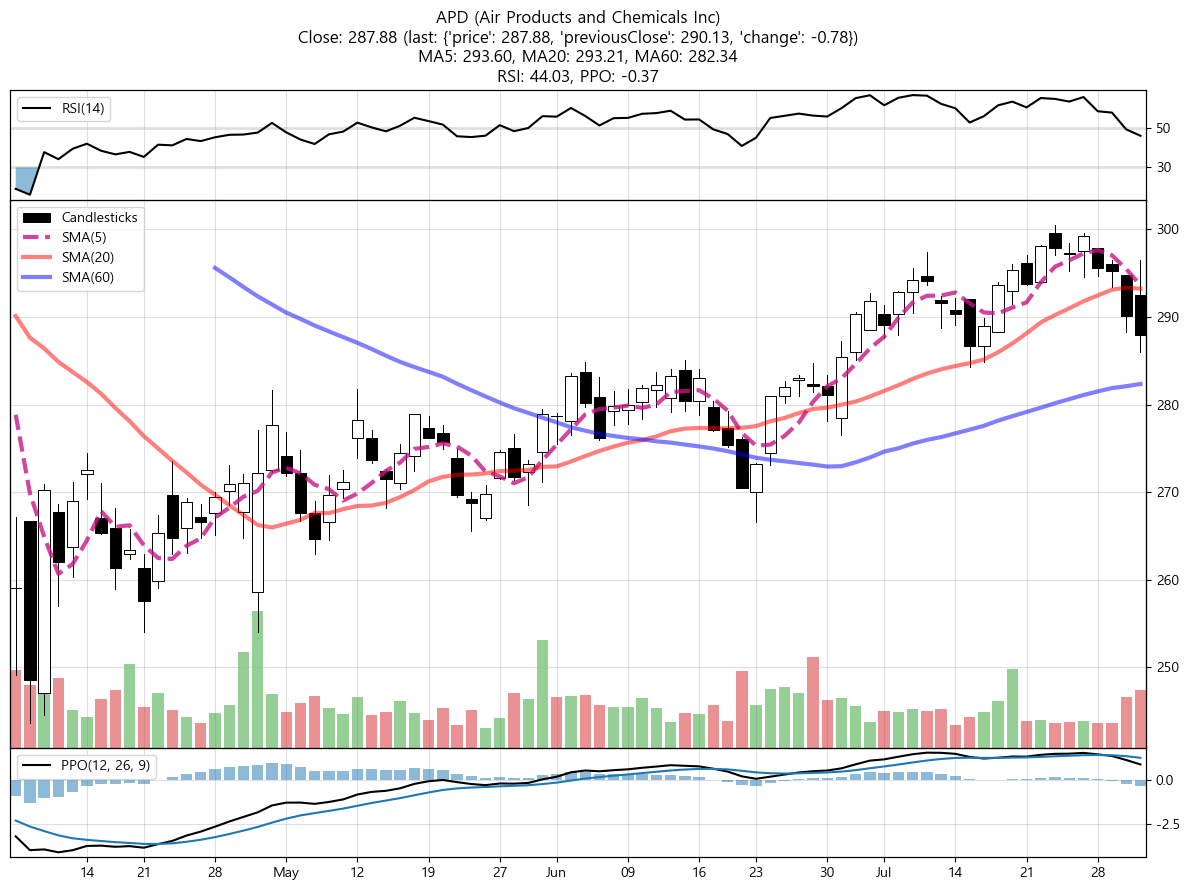 APD (Air Products and Chemicals Inc)
Close: 287.88 (last: {'price': 287.88, 'previousClose': 290.13, 'change': -0.78})
MA5: 293.60, MA20: 293.21, MA60: 282.34
RSI: 44.03, PPO: -0.37
RSI(14)
50
30
Candlesticks
SMA(5)
SMA(20)
SMA(60)
300
290
280
270
260
250
PPO(12, 26, 9)
0.0
−2.5
14 21 28 May 12 19 27 Jun 09 16 23 30 Jul 14 21 28